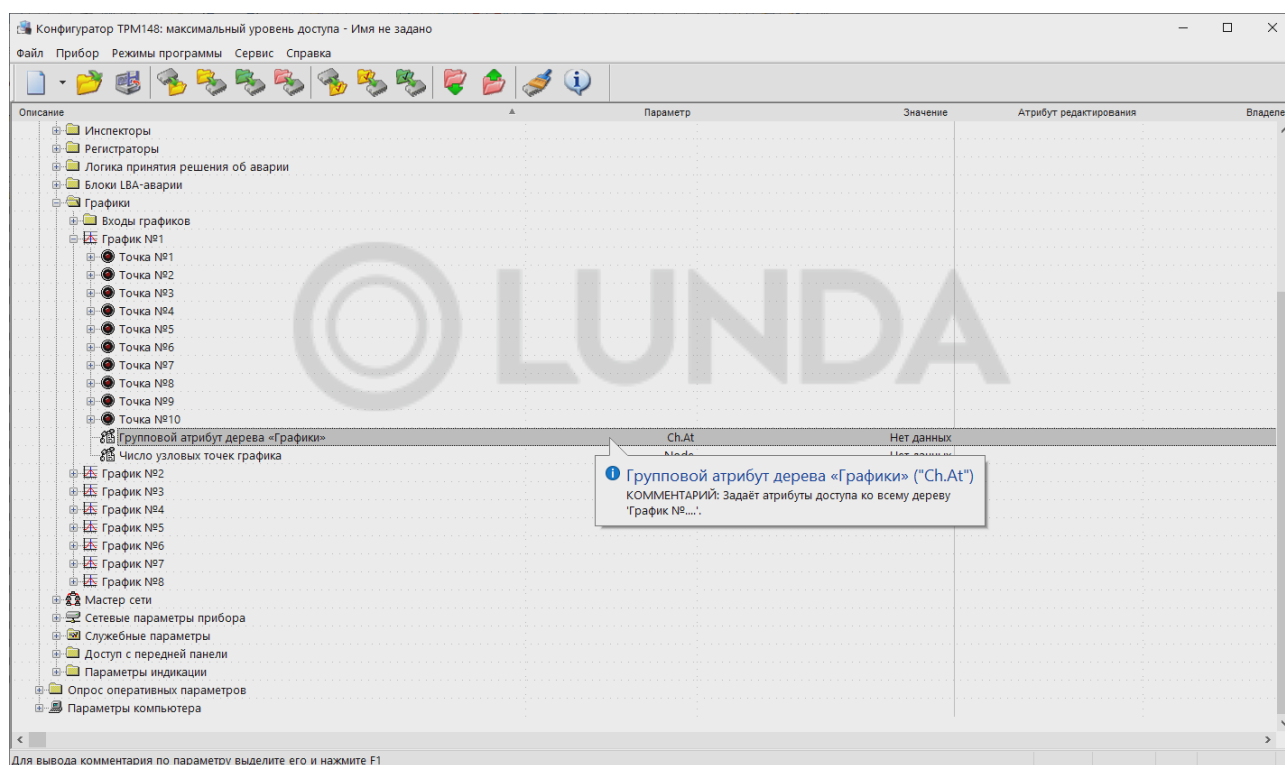 Конфигуратор ТРМ148: максимальный уровень доступа - Имя не задано
Файл Прибор Режимы программы Сервис Справка
Описание Параметр Значение Атрибут редактирования Владеле
Инспекторы
Регистраторы
Логика принятия решения об аварии
Блоки LBA-аварии
Графики
Входы графиков
График №1
Точка №1
Точка №2
Точка №3
Точка №4
Точка №5
Точка №6
Точка №7
Точка №8
Точка №9
Точка №10
Групповой атрибут дерева «Графики» Ch.At Нет данных
Число узловых точек графика Node Нет данных
График №2
График №3
График №4
График №5
График №6
График №7
График №8
Групповой атрибут дерева «Графики» ("Ch.At")
КОММЕНТАРИЙ: Задаёт атрибуты доступа ко всему дереву
'График №....'.
Мастер сети
Сетевые параметры прибора
Служебные параметры
Доступ с передней панели
Параметры индикации
Опрос оперативных параметров
Параметры компьютера
Для вывода комментария по параметру выделите его и нажмите F1
LUNDA